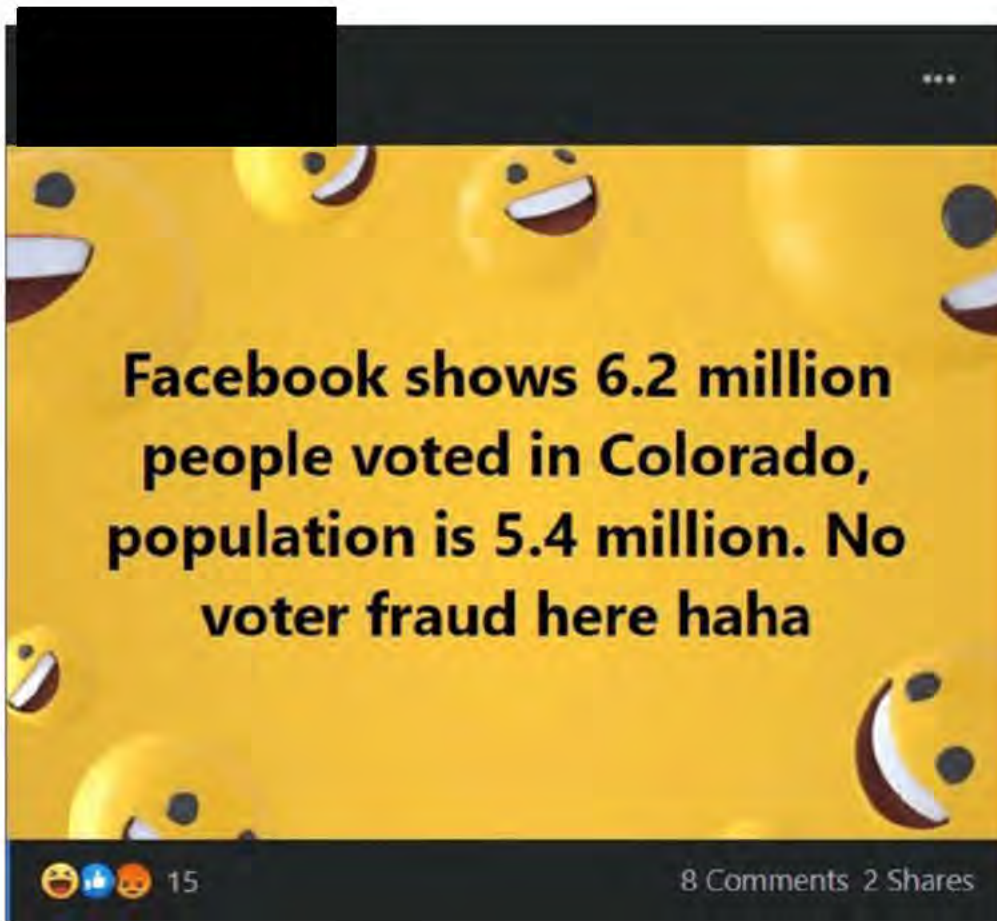 Facebook shows 6.2 million
people voted in Colorado,
population is 5.4 million. No
voter fraud here haha
15
8 Comments 2 Shares